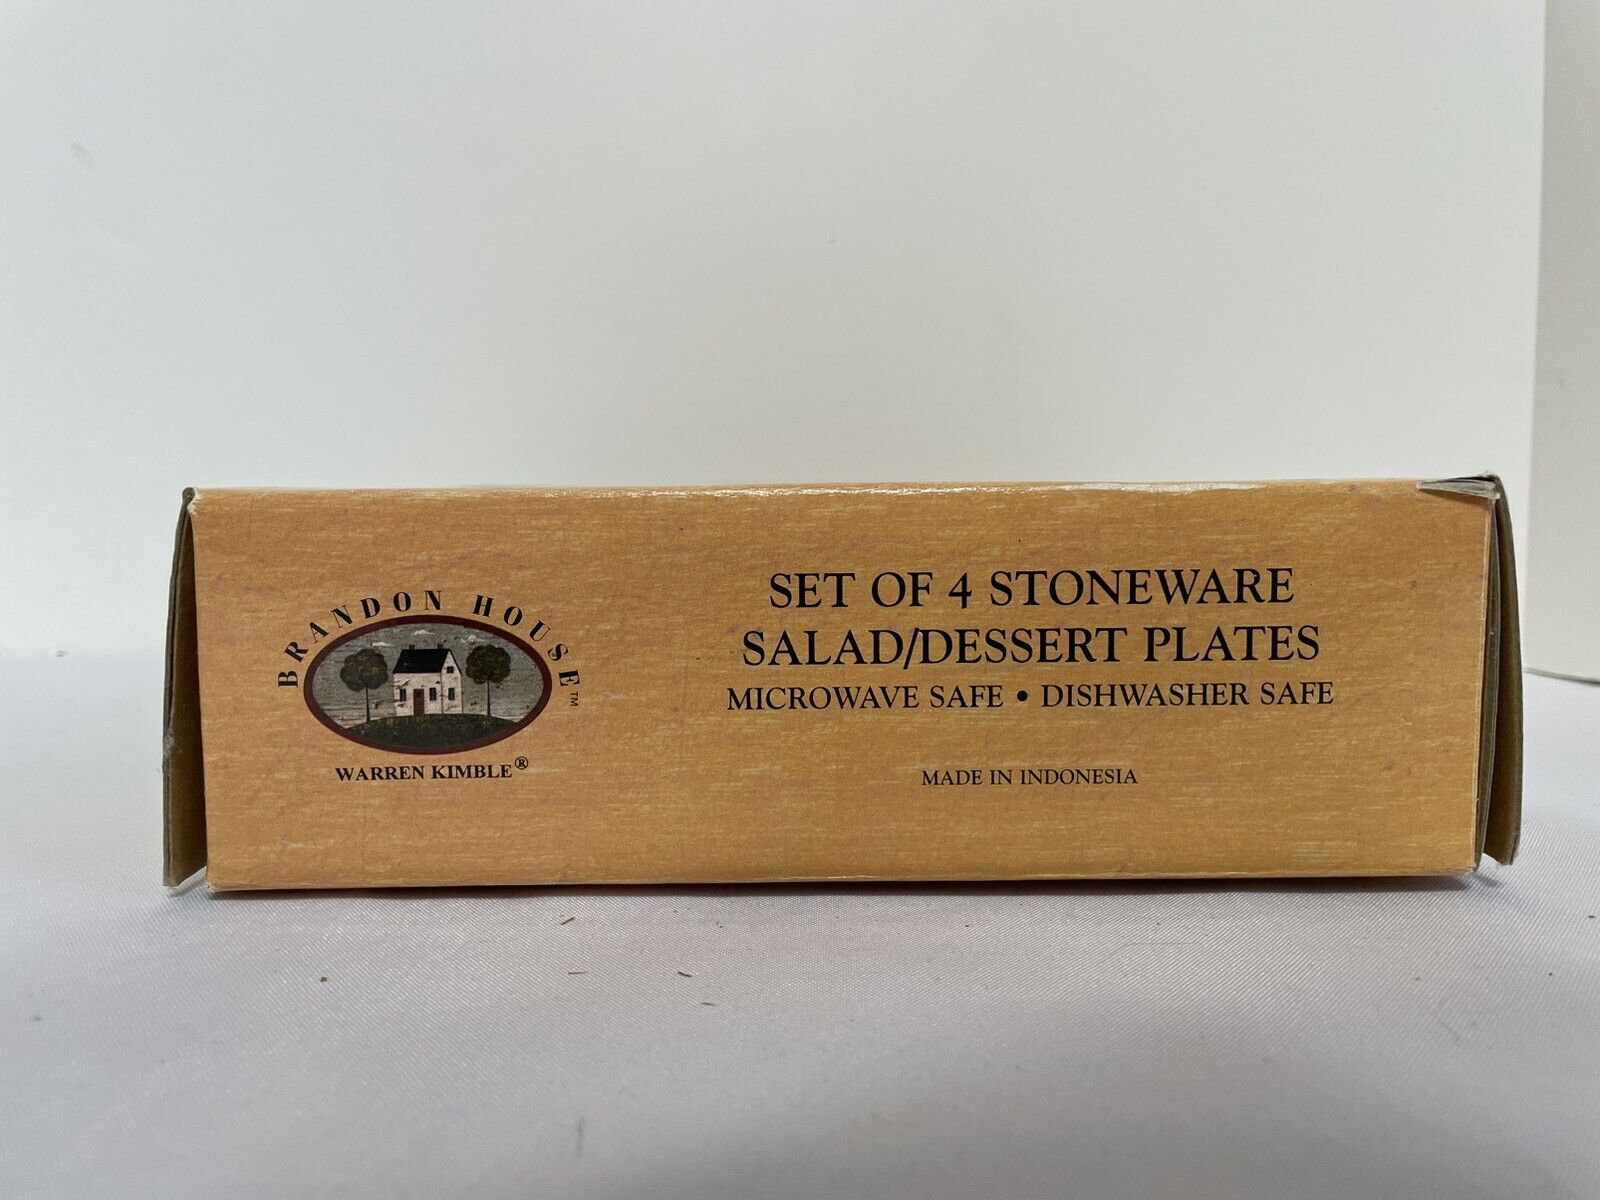 BRANDON HOUSE™
WARREN KIMBLE®
SET OF 4 STONEWARE
SALAD/DESSERT PLATES
MICROWAVE SAFE • DISHWASHER SAFE
MADE IN INDONESIA